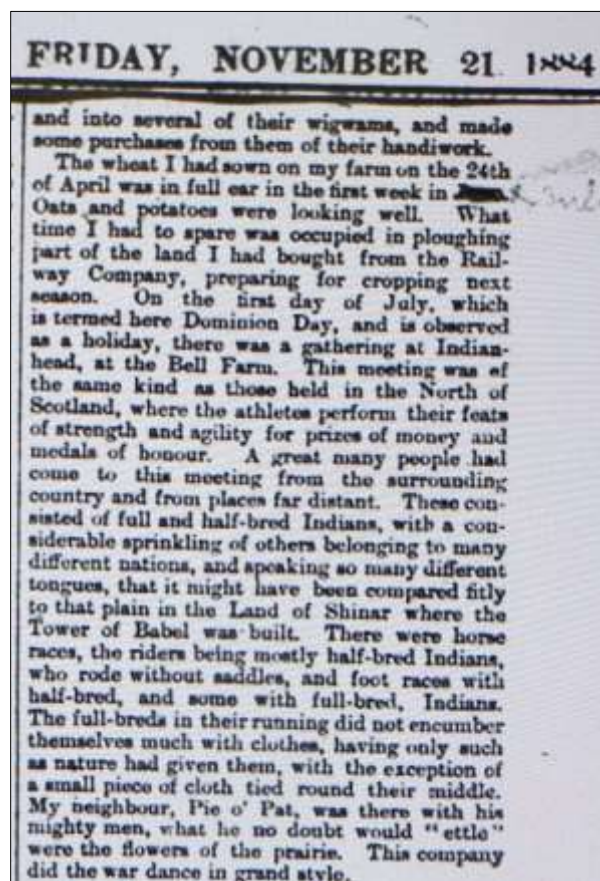 FRIDAY, NOVEMBER 21 1884
and into several of their wigwams, and made
some purchases from them of their handiwork.
The wheat I had sown on my farm on the 24th
of April was in full ear in the first week in
Oats and potatoes were looking well. What
time I had to spare was occupied in ploughing
part of the land I had bought from the Rail-
way Company, preparing for cropping next
season. On the first day of July, which
is termed here Dominion Day, and is observed
as a holiday, there was a gathering at Indian-
head, at the Bell Farm. This meeting was of
the same kind as those held in the North of
Scotland, where the athletes perform their feats
of strength and agility for prizes of money and
medals of honour. A great many people had
come to this meeting from the surrounding
country and from places far distant. These con-
sisted of full and half-bred Indians, with a con-
siderable sprinkling of others belonging to many
different nations, and speaking so many different
tongues, that it might have been compared fitly
to that plain in the Land of Shinar where the
Tower of Babel was built. There were horse
races, the riders being mostly half-bred Indians,
who rode without saddles, and foot races with
half-bred, and some with full-bred, Indians.
The full-breds in their running did not encumber
themselves much with clothes, having only such
as nature had given them, with the exception of
a small piece of cloth tied round their middle.
My neighbour, Pie o' Pat, was there with his
mighty men, what he no doubt would "ettle"
were the flowers of the prairie. This company
did the war dance in grand style.